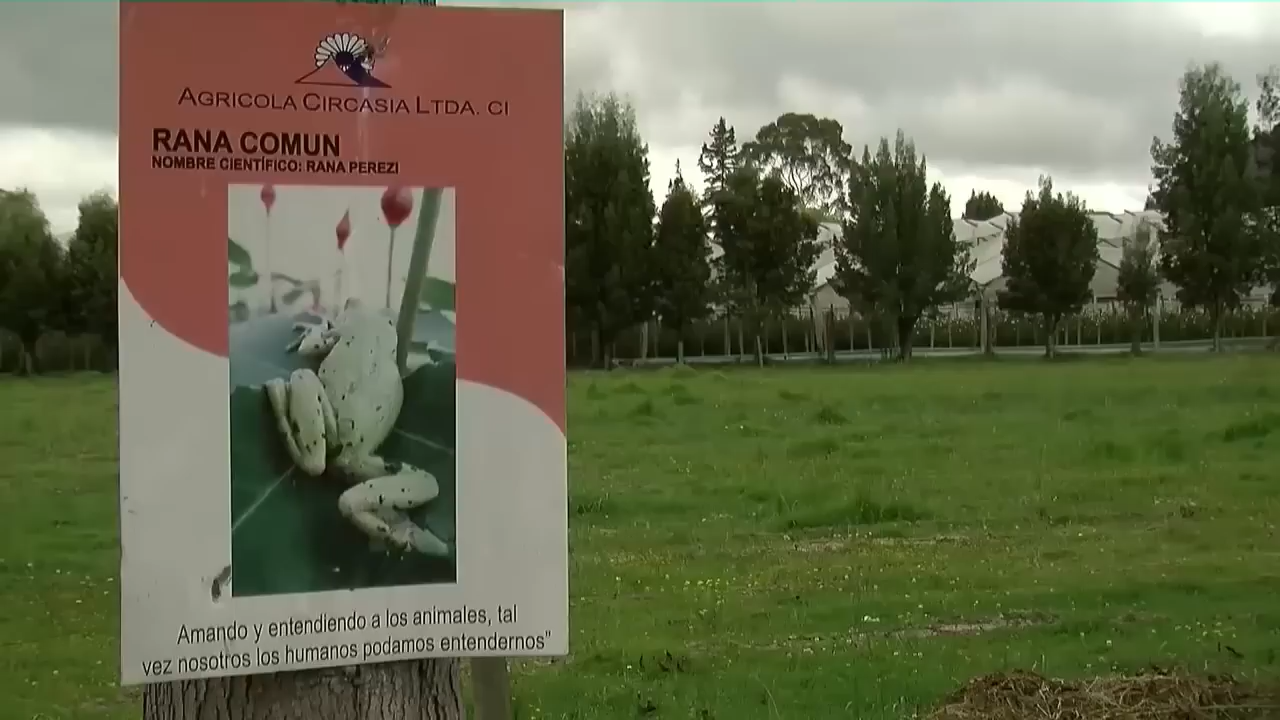 AGRICOLA CIRCASIA LTDA. CI
RANA COMUN
NOMBRE CIENTÍFICO: RANA PEREZI
Amando y entendiendo a los animales, tal
vez nosotros los humanos podamos entendernos”